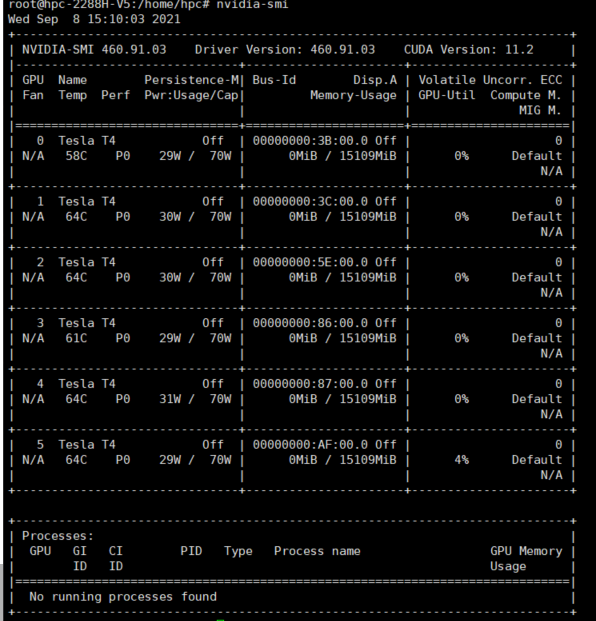 root@hpc-2288H-V5:/home/hpc# nvidia-smi
Wed Sep  8 15:10:03 2021
+-----------------------------------------------------------------------------+
| NVIDIA-SMI 460.91.03    Driver Version: 460.91.03    CUDA Version: 11.2     |
|-------------------------------+----------------------+----------------------+
| GPU  Name        Persistence-M| Bus-Id        Disp.A | Volatile Uncorr. ECC |
| Fan  Temp  Perf  Pwr:Usage/Cap|         Memory-Usage | GPU-Util  Compute M. |
|                               |                      |               MIG M. |
|===============================+======================+======================|
|   0  Tesla T4            Off  | 00000000:3B:00.0 Off |                    0 |
| N/A   58C    P0    29W /  70W |      0MiB / 15109MiB |      0%      Default |
|                               |                      |                  N/A |
+-------------------------------+----------------------+----------------------+
|   1  Tesla T4            Off  | 00000000:3C:00.0 Off |                    0 |
| N/A   64C    P0    30W /  70W |      0MiB / 15109MiB |      0%      Default |
|                               |                      |                  N/A |
+-------------------------------+----------------------+----------------------+
|   2  Tesla T4            Off  | 00000000:5E:00.0 Off |                    0 |
| N/A   64C    P0    30W /  70W |      0MiB / 15109MiB |      0%      Default |
|                               |                      |                  N/A |
+-------------------------------+----------------------+----------------------+
|   3  Tesla T4            Off  | 00000000:86:00.0 Off |                    0 |
| N/A   61C    P0    29W /  70W |      0MiB / 15109MiB |      0%      Default |
|                               |                      |                  N/A |
+-------------------------------+----------------------+----------------------+
|   4  Tesla T4            Off  | 00000000:87:00.0 Off |                    0 |
| N/A   64C    P0    31W /  70W |      0MiB / 15109MiB |      0%      Default |
|                               |                      |                  N/A |
+-------------------------------+----------------------+----------------------+
|   5  Tesla T4            Off  | 00000000:AF:00.0 Off |                    0 |
| N/A   64C    P0    29W /  70W |      0MiB / 15109MiB |      4%      Default |
|                               |                      |                  N/A |
+-------------------------------+----------------------+----------------------+

+-----------------------------------------------------------------------------+
| Processes:                                                                  |
|  GPU   GI   CI        PID   Type   Process name                  GPU Memory |
|        ID   ID                                                   Usage      |
|=============================================================================|
|  No running processes found                                                 |
+-----------------------------------------------------------------------------+